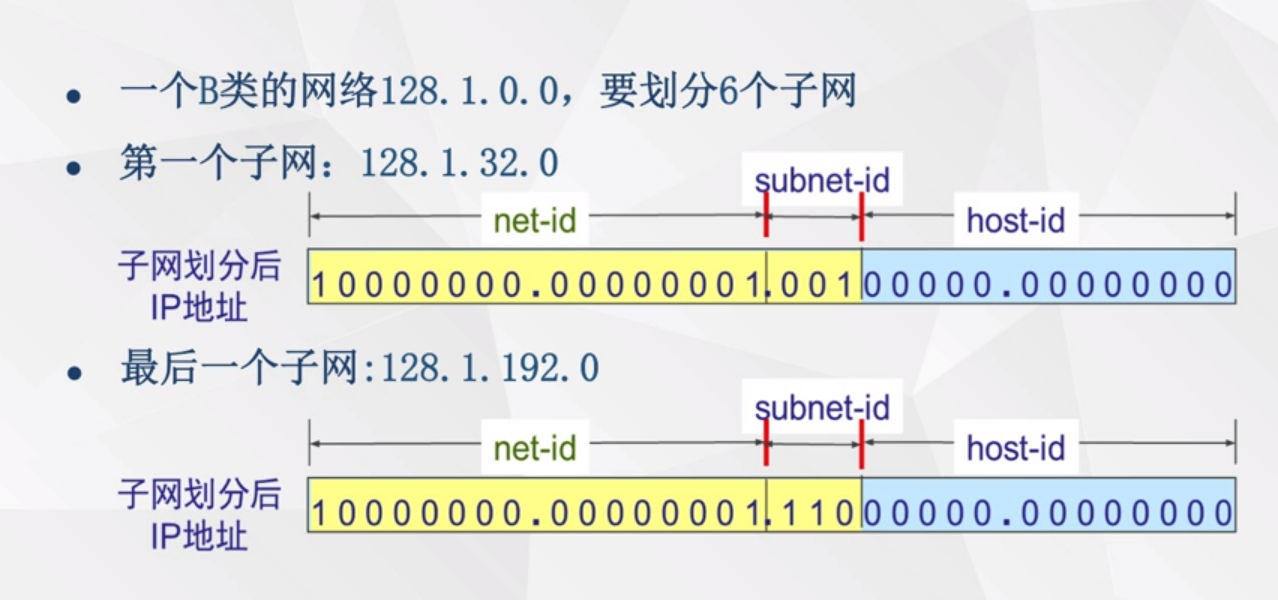 • 一个B类的网络128.1.0.0，要划分6个子网
• 第一个子网：128.1.32.0
subnet-id
net-id host-id
子网划分后
IP地址
10000000.00000001.00100000.00000000
• 最后一个子网:128.1.192.0
subnet-id
net-id host-id
子网划分后
IP地址
10000000.00000001.11000000.00000000